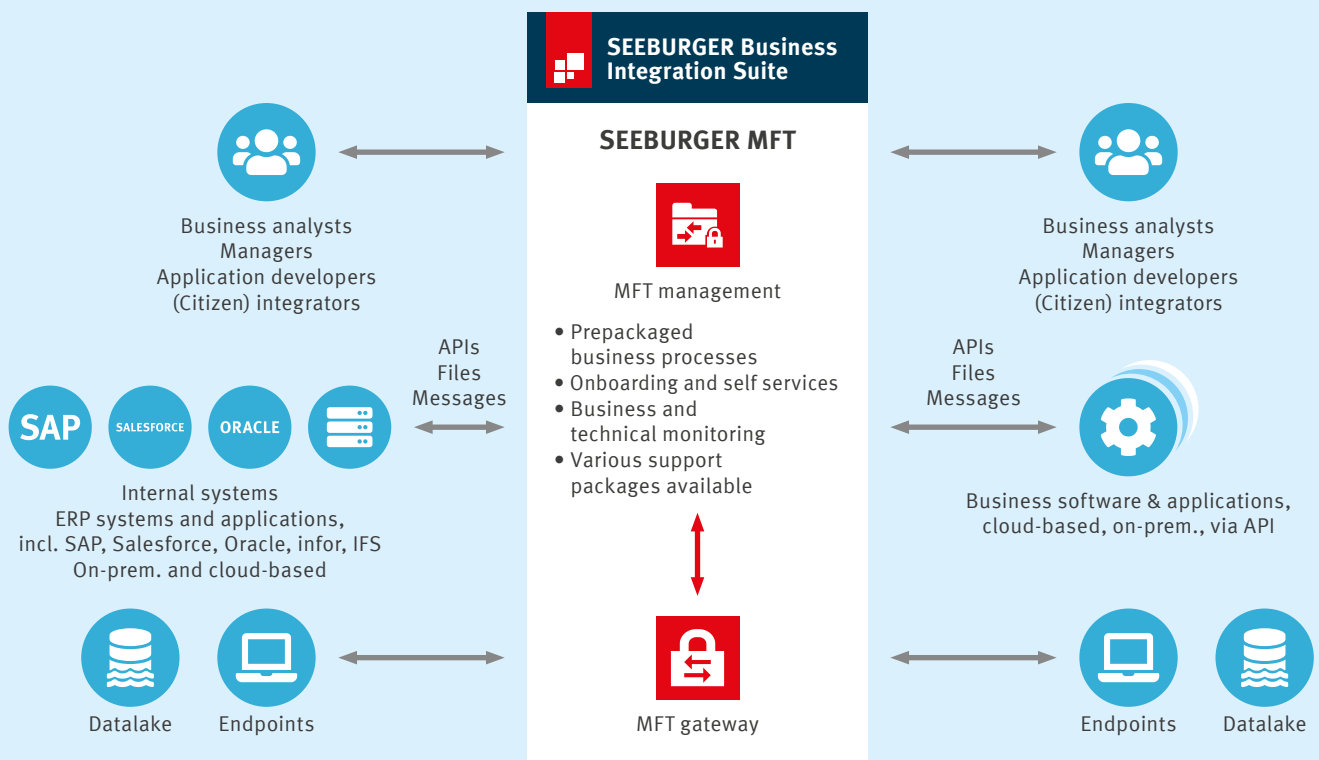 SEEBURGER Business
Integration Suite
SEEBURGER MFT
Business analysts
Managers
Application developers
(Citizen) integrators
MFT management
Business analysts
Managers
Application developers
(Citizen) integrators
APIs
Files
Messages
• Prepackaged
business processes
• Onboarding and self services
• Business and
technical monitoring
• Various support
packages available
APIs
Files
Messages
SAP
SALESFORCE
ORACLE
Internal systems
ERP systems and applications,
incl. SAP, Salesforce, Oracle, infor, IFS
On-prem. and cloud-based
Business software & applications,
cloud-based, on-prem., via API
Datalake
Endpoints
MFT gateway
Endpoints
Datalake